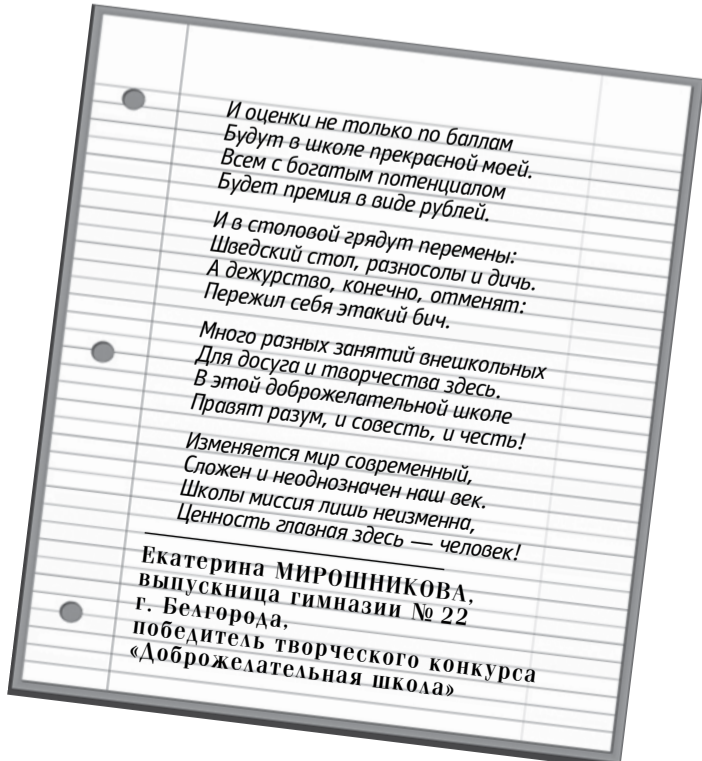 И оценки не только по баллам
Будут в школе прекрасной моей.
Всем с богатым потенциалом
Будет премия в виде рублей.
И в столовой грядут перемены:
Шведский стол, разносолы и дичь.
А дежурство, конечно, отменят:
Пережил себя этакий бич.
Много разных занятий внешкольных
Для досуга и творчества здесь.
В этой доброжелательной школе
Правят разум, и совесть, и честь!
Изменяется мир современный,
Сложен и неоднозначен наш век.
Школы миссия лишь неизменна,
Ценность главная здесь — человек!
Екатерина МИРОШНИКОВА,
выпускница гимназии № 22
г. Белгорода,
победитель творческого конкурса
«Доброжелательная школа»